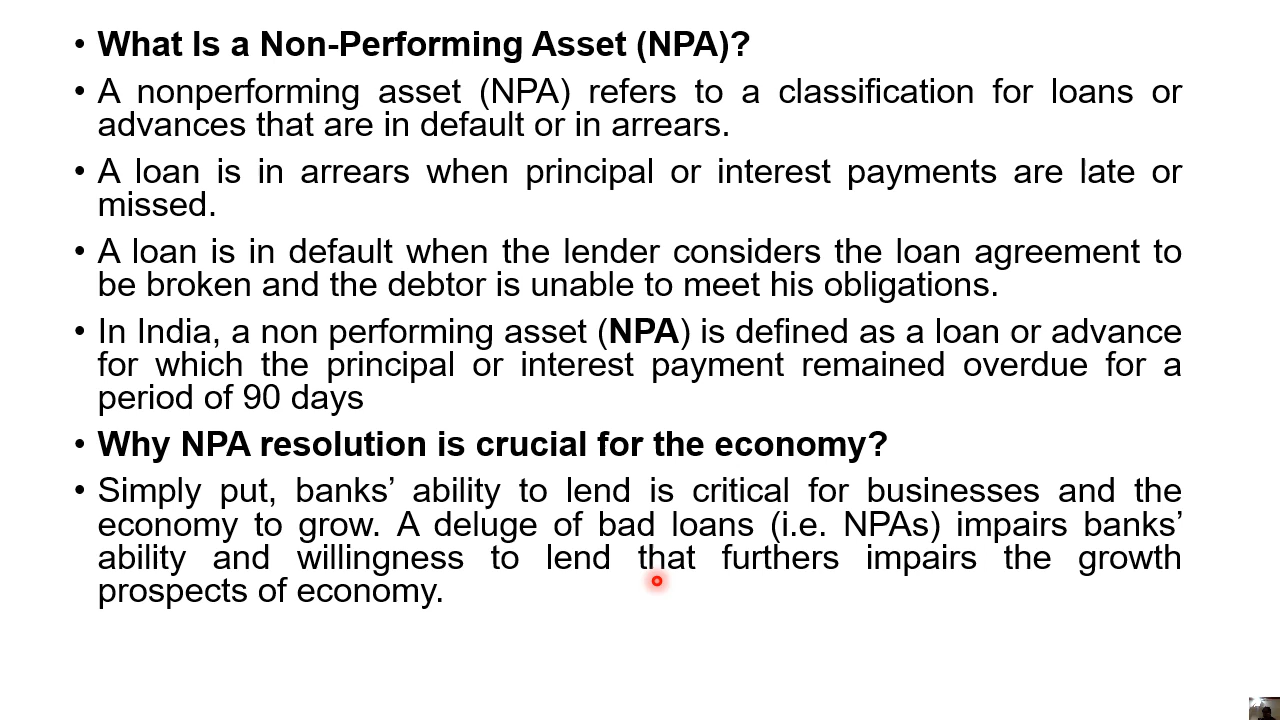 • What Is a Non-Performing Asset (NPA)?
• A nonperforming asset (NPA) refers to a classification for loans or
advances that are in default or in arrears.
• A loan is in arrears when principal or interest payments are late or
missed.
• A loan is in default when the lender considers the loan agreement to
be broken and the debtor is unable to meet his obligations.
• In India, a non performing asset (NPA) is defined as a loan or advance
for which the principal or interest payment remained overdue for a
period of 90 days
• Why NPA resolution is crucial for the economy?
• Simply put, banks’ ability to lend is critical for businesses and the
economy to grow. A deluge of bad loans (i.e. NPAs) impairs banks’
ability and willingness to lend that furthers impairs the growth
prospects of economy.